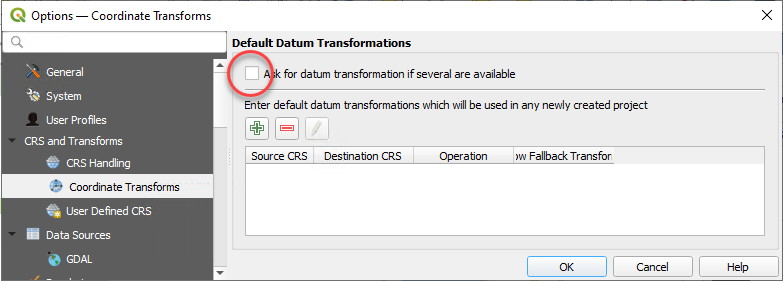 Options — Coordinate Transforms
General
System
User Profiles
CRS and Transforms
CRS Handling
Coordinate Transforms
User Defined CRS
Data Sources
GDAL
Default Datum Transformations
Ask for datum transformation if several are available
Enter default datum transformations which will be used in any newly created project
Source CRS Destination CRS Operation ow Fallback Transforn
OK Cancel Help